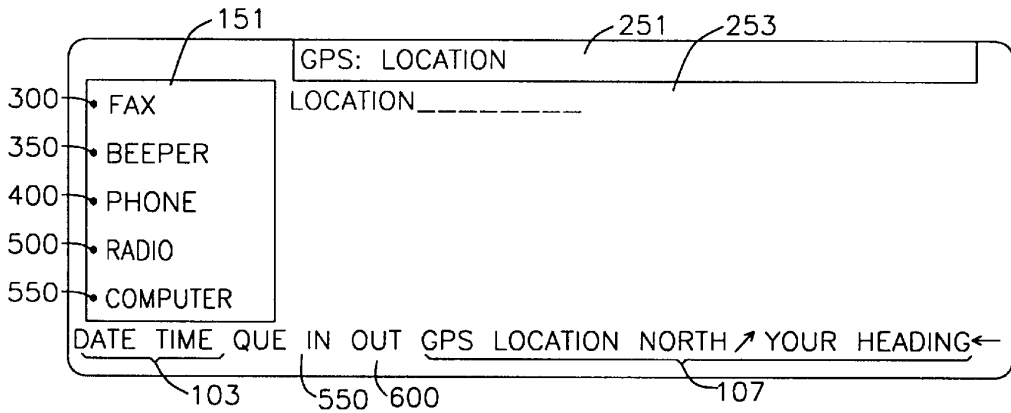 151
251
253
GPS: LOCATION
LOCATION__________
300 FAX
350 BEEPER
400 PHONE
500 RADIO
550 COMPUTER
DATE TIME QUE IN OUT GPS LOCATION NORTH↗YOUR HEADING←
103
550
600
107